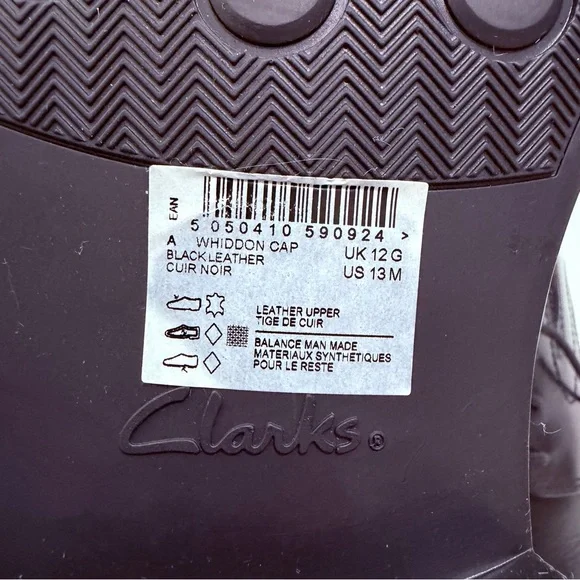 EAN
5 050410 590924 >
A WHIDDON CAP
BLACK LEATHER UK 12 G
CUIR NOIR US 13 M
LEATHER UPPER
TIGE DE CUIR
BALANCE MAN MADE
MATERIAUX SYNTHETIQUES
POUR LE RESTE
Clarks®